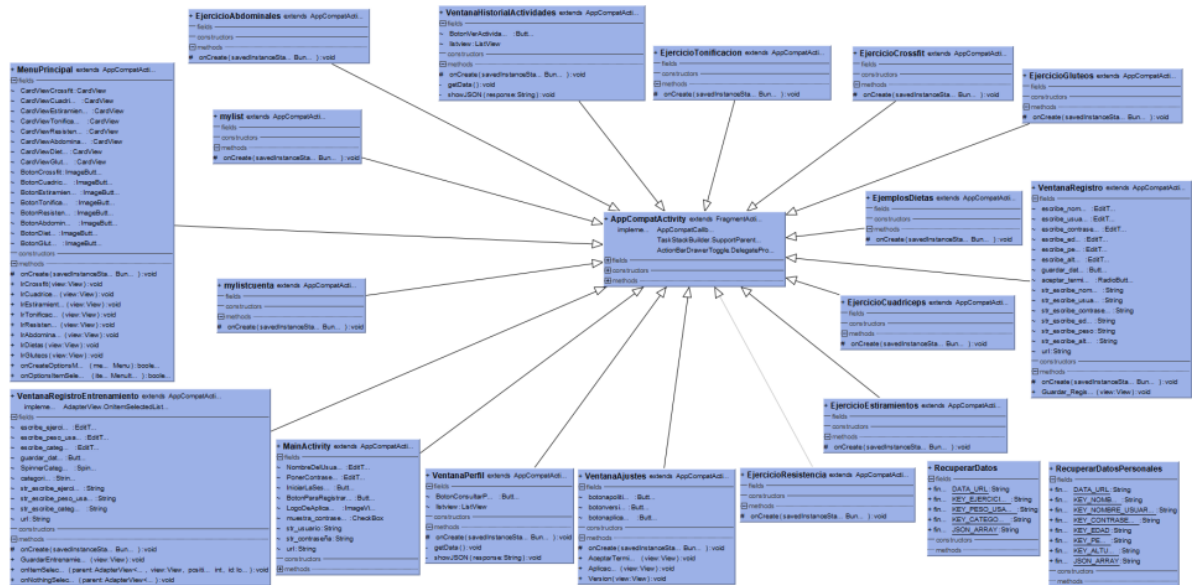 EjercicioAbdominales extends AppCompatActi...
fields
constructors
methods
onCreate(savedInstanceSta... Bun... ):void
VentanaHistorialActividades extends AppCompatActi...
fields
BotonVerActivida... :Butt...
listview:ListView
constructors
methods
onCreate(savedInstanceSta... Bun... ):void
getData():void
showJSON(response:String):void
EjercicioTonificacion extends AppCompatActi...
fields
constructors
methods
onCreate(savedInstanceSta... Bun... ):void
EjercicioCrossfit extends AppCompatActi...
fields
constructors
methods
onCreate(savedInstanceSta... Bun... ):void
EjercicioGluteos extends AppCompatActi...
fields
constructors
methods
onCreate(savedInstanceSta... Bun... ):void
MenuPrincipal extends AppCompatActi...
fields
CardViewCrossfit:CardView
CardViewCuadri... :CardView
CardViewEstiramien... :CardView
CardViewTonifica... :CardView
CardViewResisten... :CardView
CardViewAbdomina... :CardView
CardViewDiet... :CardView
CardViewGlut... :CardView
BotonCrossfit:ImageButt...
BotonCuadric... :ImageButt...
BotonEstiramien... :ImageButt...
BotonTonifica... :ImageButt...
BotonResisten... :ImageButt...
BotonAbdomin... :ImageButt...
BotonDiet... :ImageButt...
BotonGlut... :ImageButt...
constructors
methods
onCreate(savedInstanceSta... Bun... ):void
IrCrossfit(view:View):void
IrCuadrice... (view:View):void
IrEstiramient... (view:View):void
IrTonificac... (view:View):void
IrResisten... (view:View):void
IrAbdomina... (view:View):void
IrDietas(view:View):void
IrGluteos(view:View):void
onCreateOptionsM... (me... Menu):boole...
onOptionsItemSele... (ite... MenuIt... ):boole...
mylist extends AppCompatActi...
fields
constructors
methods
onCreate(savedInstanceSta... Bun... ):void
AppCompatActivity extends FragmentActi...
impleme... AppCompatCallb...
TaskStackBuilder.SupportParent...
ActionBarDrawerToggle.DelegatePro...
fields
constructors
methods
EjemplosDietas extends AppCompatActi...
fields
constructors
methods
onCreate(savedInstanceSta... Bun... ):void
VentanaRegistro extends AppCompatActi...
fields
escribe_nom... :EditT...
escribe_usua... :EditT...
escribe_contrase... :EditT...
escribe_ed... :EditT...
escribe_pe... :EditT...
escribe_alt... :EditT...
guardar_dat... :Butt...
aceptar_termi... :RadioButt...
str_escribe_nom... :String
str_escribe_usua... :String
str_escribe_contrase... :String
str_escribe_ed... :String
str_escribe_peso:String
str_escribe_alt... :String
url:String
constructors
methods
onCreate(savedInstanceSta... Bun... ):void
Guardar_Regis... (view:View):void
mylistcuenta extends AppCompatActi...
fields
constructors
methods
onCreate(savedInstanceSta... Bun... ):void
EjercicioCuadriceps extends AppCompatActi...
fields
constructors
methods
onCreate(savedInstanceSta... Bun... ):void
VentanaRegistroEntrenamiento extends AppCompatActi...
impleme... AdapterView.OnItemSelectedList...
fields
escribe_ejerci... :EditT...
escribe_peso_usa... :EditT...
escribe_categ... :EditT...
guardar_dat... :Butt...
SpinnerCateg... :Spin...
categori... :Strin...
str_escribe_ejerci... :String
str_escribe_peso_usa... :String
str_escribe_categ... :String
url:String
constructors
methods
onCreate(savedInstanceSta... Bun... ):void
GuardarEntrename... (view:View):void
onItemSelec... (parent:AdapterView<... , view:View, positi... int, id:lo... ):void
onNothingSelec... (parent:AdapterView<... ):void
MainActivity extends AppCompatActi...
fields
NombreDeUsua... :EditT...
PonerContrase... :EditT...
IniciarLaSes... :Butt...
BotonParaRegistrar... :Butt...
LogoDeAplica... :ImageVi...
muestra_contrase... :CheckBox
str_usuario:String
str_contraseña:String
url:String
constructors
methods
VentanaPerfil extends AppCompatActi...
fields
BotonConsultarP... :Butt...
listview:ListView
constructors
methods
onCreate(savedInstanceSta... Bun... ):void
getData():void
showJSON(response:String):void
VentanaAjustes extends AppCompatActi...
fields
botonapoliti... :Butt...
botonversi... :Butt...
botonaplica... :Butt...
constructors
methods
onCreate(savedInstanceSta... Bun... ):void
AceptarTermi... (view:View):void
Aplicac... (view:View):void
Version(view:View):void
EjercicioEstiramientos extends AppCompatActi...
fields
constructors
methods
onCreate(savedInstanceSta... Bun... ):void
EjercicioResistencia extends AppCompatActi...
fields
constructors
methods
onCreate(savedInstanceSta... Bun... ):void
RecuperarDatos
fields
fin... DATA_URL:String
fin... KEY_EJERCICI... :String
fin... KEY_PESO_USA... :String
fin... KEY_CATEGO... :String
fin... JSON_ARRAY:String
constructors
methods
RecuperarDatosPersonales
fields
fin... DATA_URL:String
fin... KEY_NOMB... :String
fin... KEY_NOMBRE_USUAR... :String
fin... KEY_CONTRASE... :String
fin... KEY_EDAD:String
fin... KEY_PE... :String
fin... KEY_ALTU... :String
fin... JSON_ARRAY:String
constructors
methods